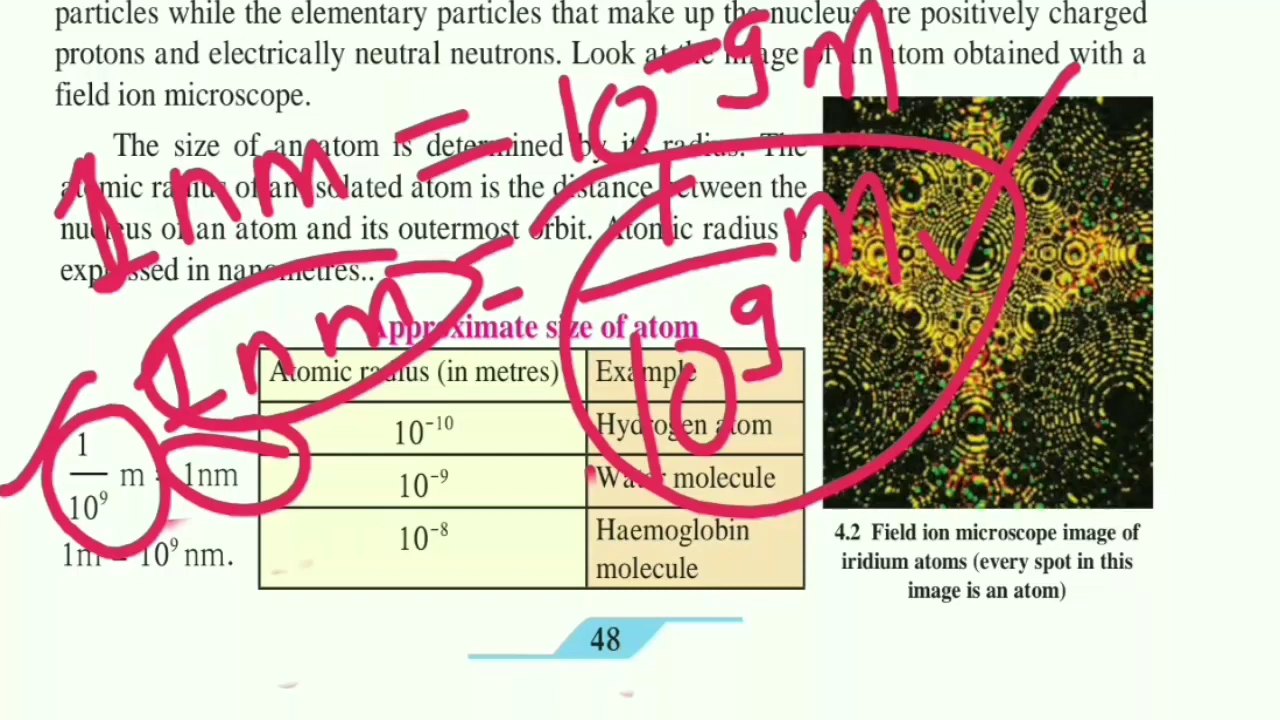 particles while the elementary particles that make up the nucleus are positively charged
protons and electrically neutral neutrons. Look at the image of an atom obtained with a
field ion microscope.
The size of an atom is determined by its radius. The
atomic radius of an isolated atom is the distance between the
nucleus of an atom and its outermost orbit. Atomic radius is
expressed in nanometres..
1 nm = 10⁻⁹ m
1 nm = 1/10⁹ m
Approximate size of atom
Atomic radius (in metres) Example
10⁻¹⁰ Hydrogen atom
10⁻⁹ Water molecule
10⁻⁸ Haemoglobin
molecule
1/10⁹ m = 1nm
1m = 10⁹ nm.
4.2 Field ion microscope image of
iridium atoms (every spot in this
image is an atom)
48